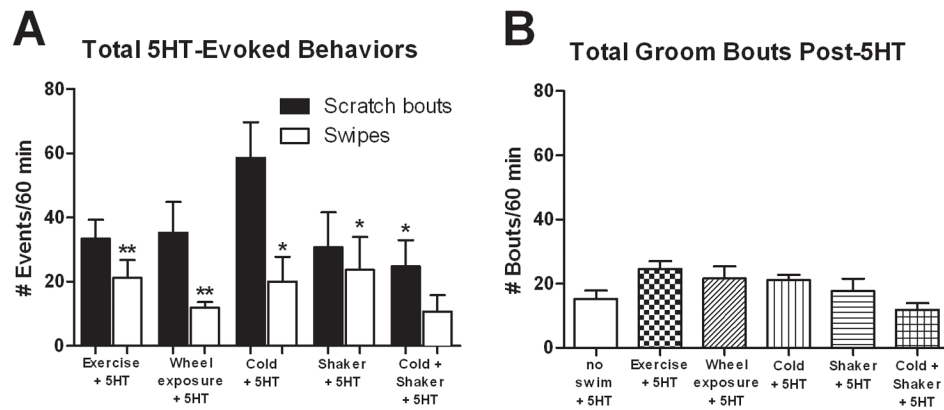 A
Total 5HT-Evoked Behaviors
# Events/60 min
80
60
40
20
0
Scratch bouts
Swipes
**
**
*
*
*
Exercise
+ 5HT
Wheel
exposure
+ 5HT
Cold
+ 5HT
Shaker
+ 5HT
Cold +
Shaker
+ 5HT
B
Total Groom Bouts Post-5HT
# Bouts/60 min
80
60
40
20
0
no
swim
+ 5HT
Exercise
+ 5HT
Wheel
exposure
+ 5HT
Cold
+ 5HT
Shaker
+ 5HT
Cold +
Shaker
+ 5HT